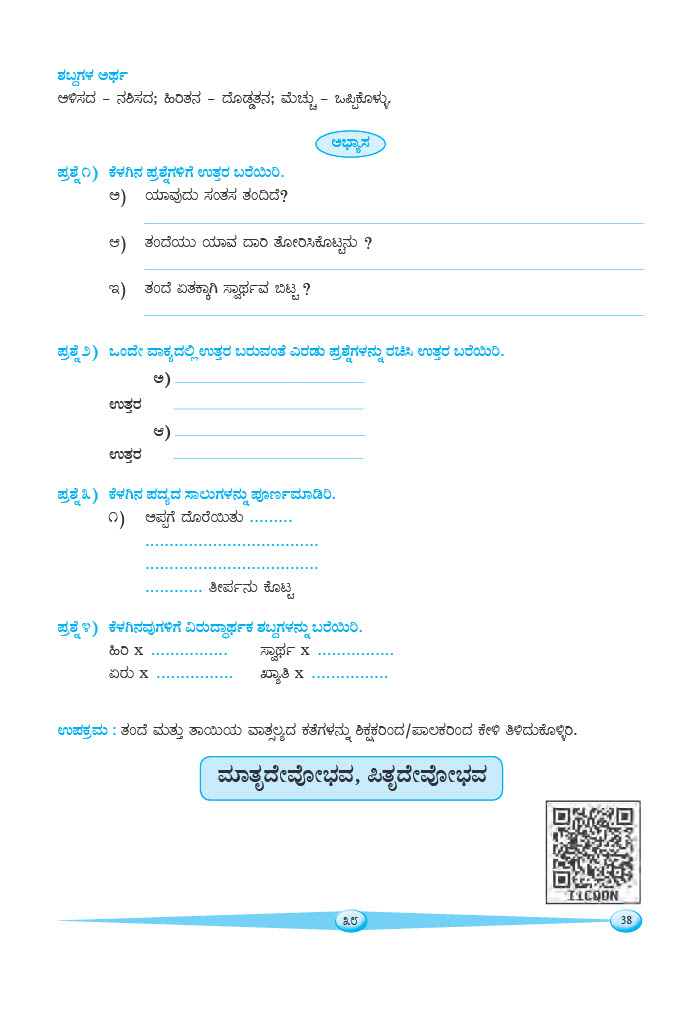 ಶಬ್ದಗಳ ಅರ್ಥ
ಅಳಿಸದ – ನಶಿಸದ; ಹಿರಿತನ – ದೊಡ್ಡತನ; ಮೆಚ್ಚು – ಒಪ್ಪಿಕೊಳ್ಳು.
ಅಭ್ಯಾಸ
ಪ್ರಶ್ನೆ ೧) ಕೆಳಗಿನ ಪ್ರಶ್ನೆಗಳಿಗೆ ಉತ್ತರ ಬರೆಯಿರಿ.
ಅ) ಯಾವುದು ಸಂತಸ ತಂದಿದೆ?
ಆ) ತಂದೆಯು ಯಾವ ದಾರಿ ತೋರಿಸಿಕೊಟ್ಟನು ?
ಇ) ತಂದೆ ಏತಕ್ಕಾಗಿ ಸ್ವಾರ್ಥವ ಬಿಟ್ಟ ?
ಪ್ರಶ್ನೆ ೨) ಒಂದೇ ವಾಕ್ಯದಲ್ಲಿ ಉತ್ತರ ಬರುವಂತೆ ಎರಡು ಪ್ರಶ್ನೆಗಳನ್ನು ರಚಿಸಿ ಉತ್ತರ ಬರೆಯಿರಿ.
ಅ)
ಉತ್ತರ
ಆ)
ಉತ್ತರ
ಪ್ರಶ್ನೆ ೩) ಕೆಳಗಿನ ಪದ್ಯದ ಸಾಲುಗಳನ್ನು ಪೂರ್ಣಮಾಡಿರಿ.
೧) ಅಪ್ಪಗೆ ದೊರೆಯಿತು .........
....................................
....................................
............ ತೀರ್ಪನು ಕೊಟ್ಟ
ಪ್ರಶ್ನೆ ೪) ಕೆಳಗಿನವುಗಳಿಗೆ ವಿರುದ್ಧಾರ್ಥಕ ಶಬ್ದಗಳನ್ನು ಬರೆಯಿರಿ.
ಹಿರಿ x ................ ಸ್ವಾರ್ಥ x ................
ಏರು x ................ ಖ್ಯಾತಿ x ................
ಉಪಕ್ರಮ : ತಂದೆ ಮತ್ತು ತಾಯಿಯ ವಾತ್ಸಲ್ಯದ ಕತೆಗಳನ್ನು ಶಿಕ್ಷಕರಿಂದ/ಪಾಲಕರಿಂದ ಕೇಳಿ ತಿಳಿದುಕೊಳ್ಳಿರಿ.
ಮಾತೃದೇವೋಭವ, ಪಿತೃದೇವೋಭವ
I1CQDN
೩೮
38